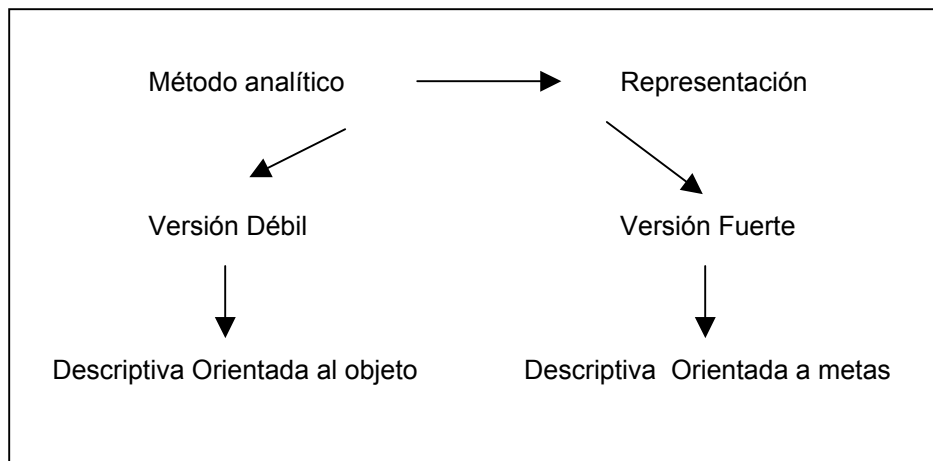 Método analítico
Representación
Versión Débil
Versión Fuerte
Descriptiva Orientada al objeto
Descriptiva Orientada a metas